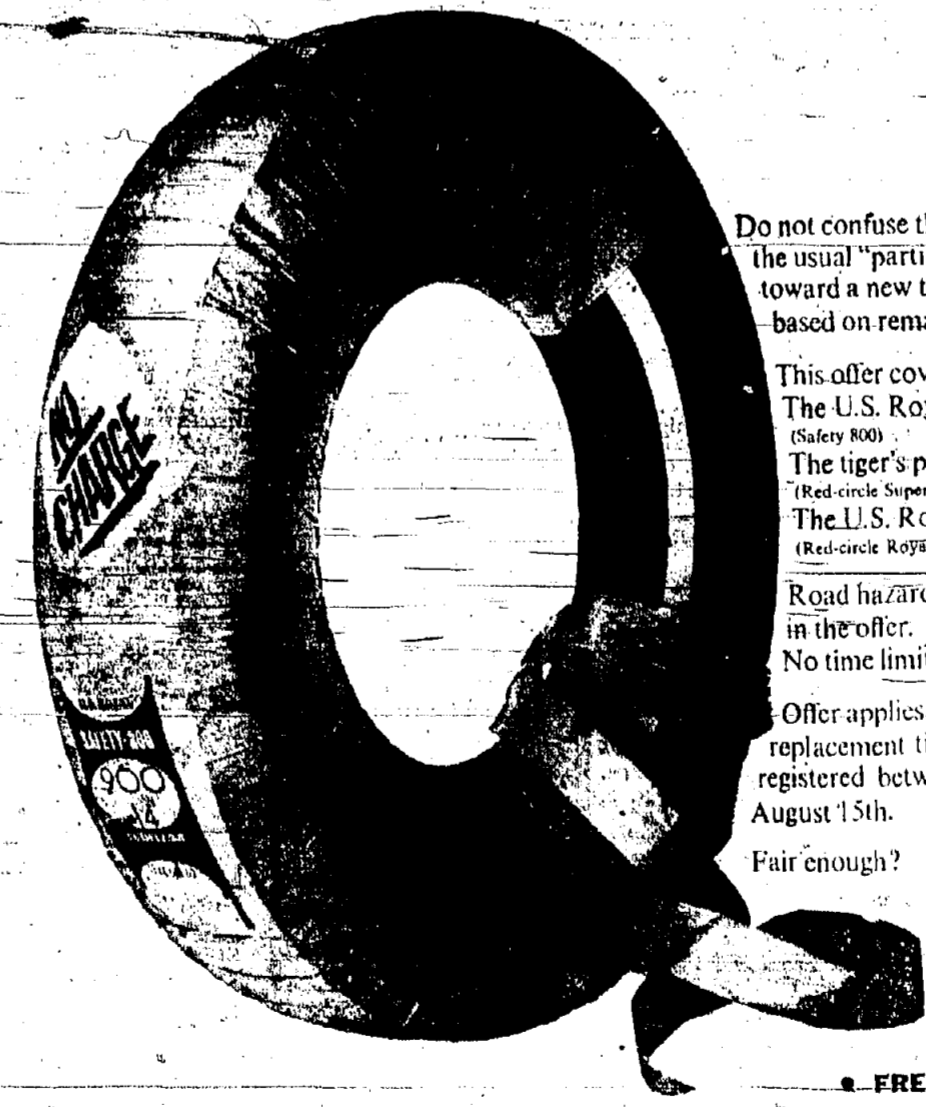 NO
CHARGE
SAFETY-800
900
14
Do not confuse t
the usual "parti
toward a new t
based on rema
This offer cov
The U.S. Ro
(Safety 800)
The tiger's p
(Red-circle Super
The U.S. Ro
(Red-circle Roya
Road hazard
in the offer.
No time limit
Offer applies
replacement ti
registered betw
August 15th.
Fair enough?
• FRE